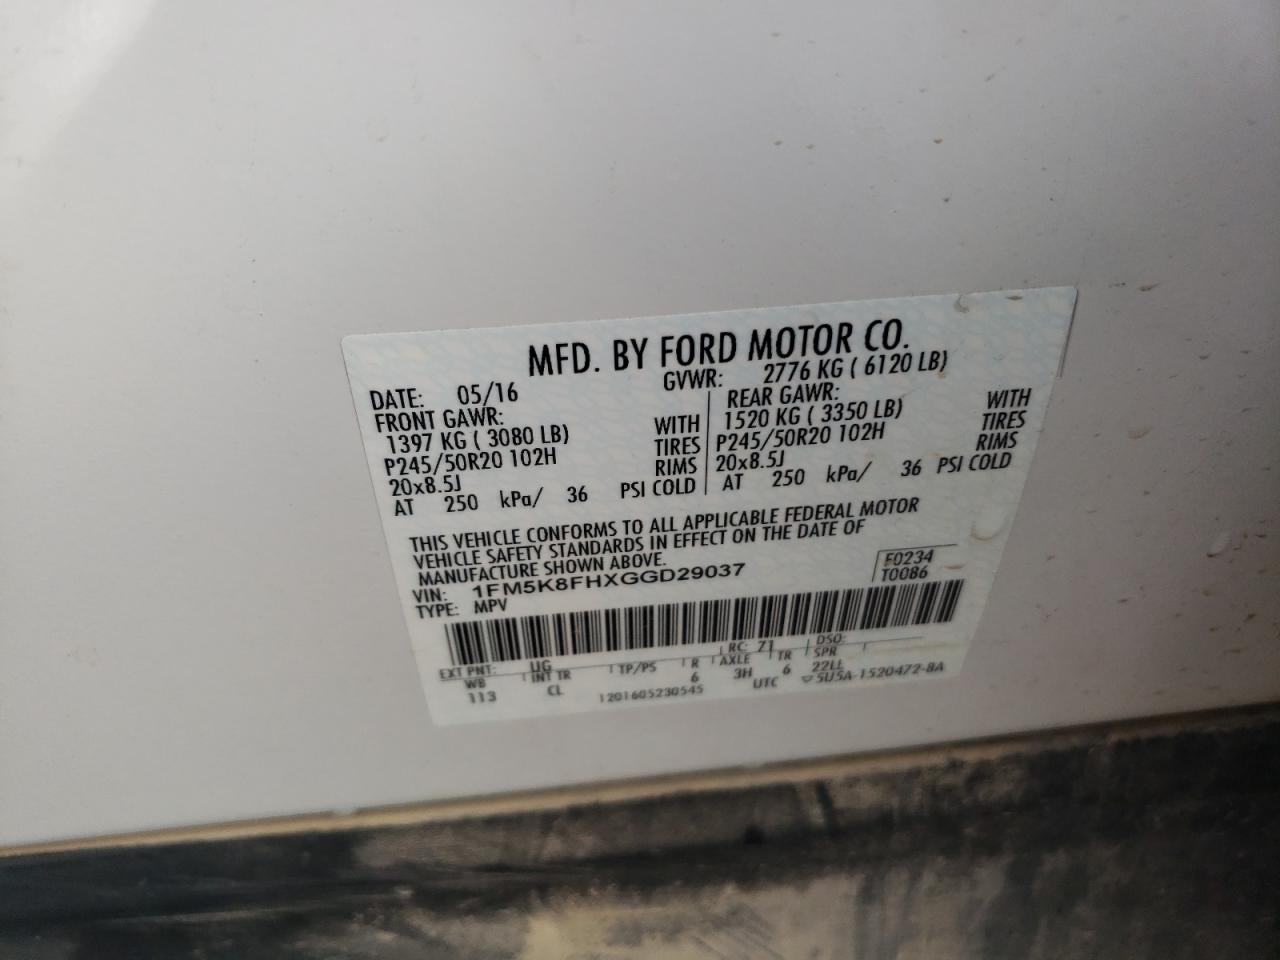 MFD. BY FORD MOTOR CO.
DATE: 05/16 GVWR: 2776 KG ( 6120 LB)
FRONT GAWR: REAR GAWR:
1397 KG ( 3080 LB) WITH 1520 KG ( 3350 LB) WITH
P245/50R20 102H TIRES P245/50R20 102H TIRES
20x8.5J RIMS 20x8.5J RIMS
AT 250 kPa/ 36 PSI COLD AT 250 kPa/ 36 PSI COLD
THIS VEHICLE CONFORMS TO ALL APPLICABLE FEDERAL MOTOR
VEHICLE SAFETY STANDARDS IN EFFECT ON THE DATE OF
MANUFACTURE SHOWN ABOVE.
VIN: 1FM5K8FHXGGD29037 F0234
TYPE: MPV T0086
EXT PNT: UG RC: Z1 DSO:
WB INT TR TP/PS R AXLE TR SPR
113 CL 6 3H 6 22LL
1201605230545 UTC ▽5U5A-1520472-8A